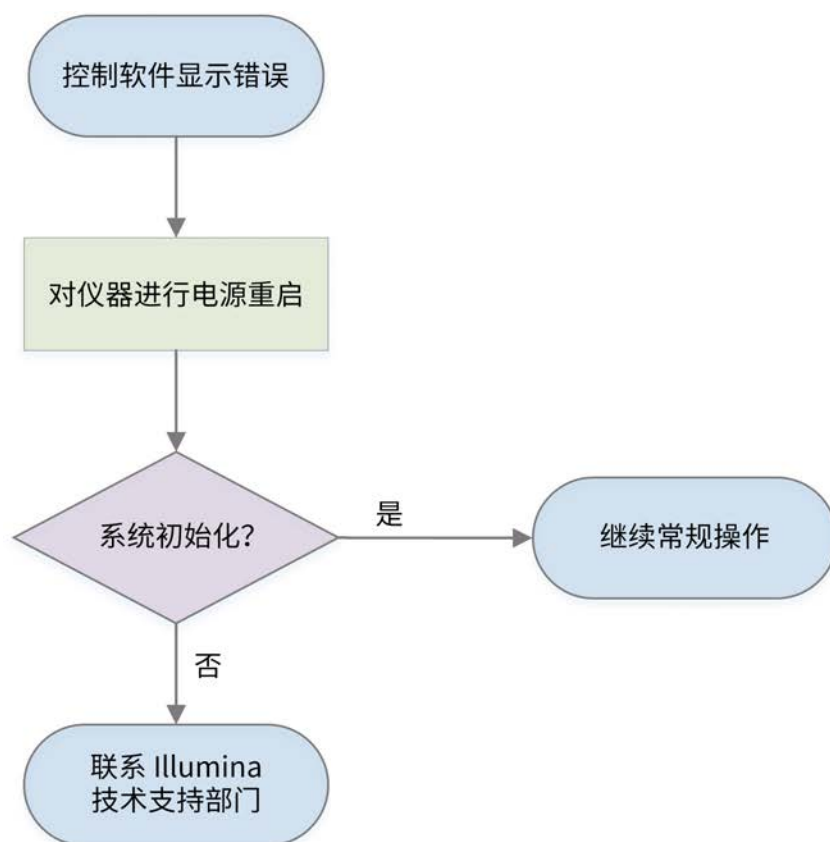 控制软件显示错误
对仪器进行电源重启
系统初始化？
是
继续常规操作
否
联系 Illumina
技术支持部门